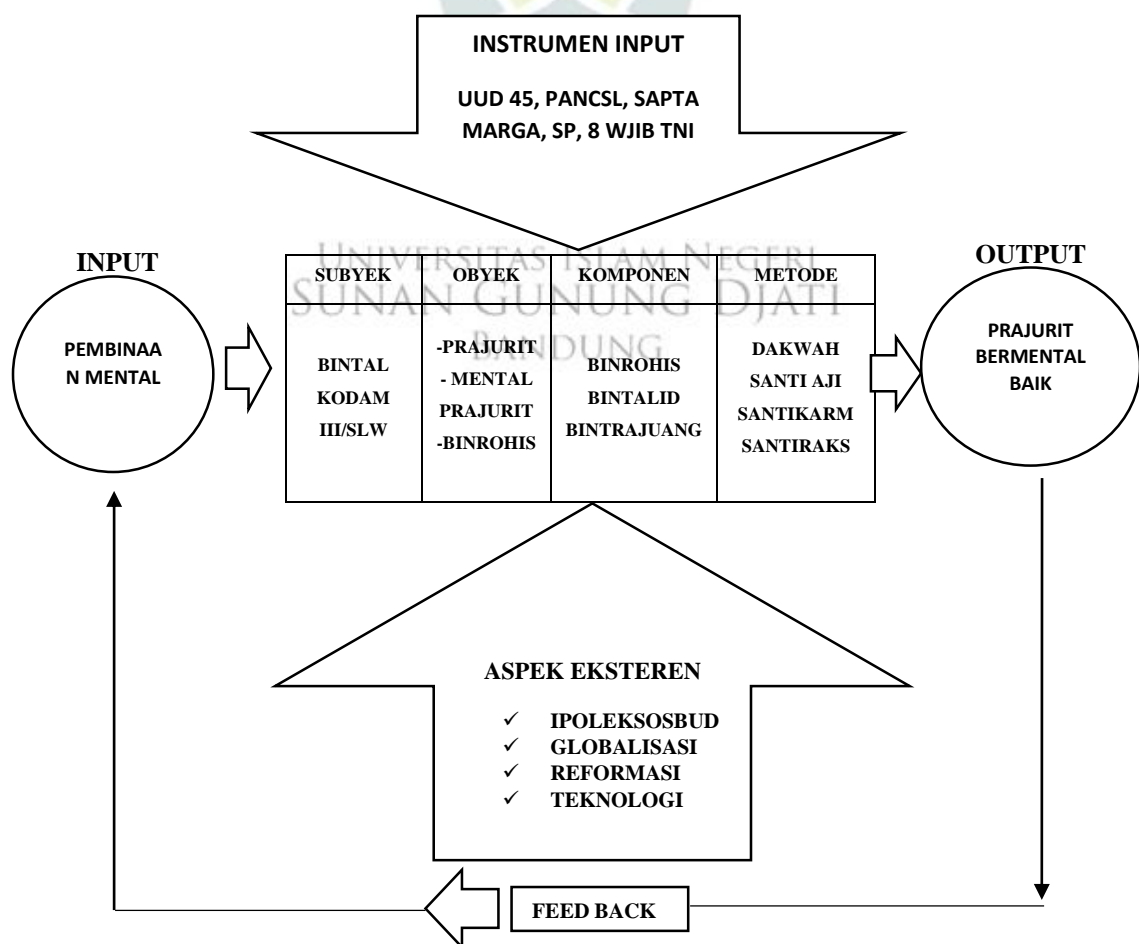 INSTRUMEN INPUT
UUD 45, PANCSL, SAPTA
MARGA, SP, 8 WJIB TNI
UNIVERSITAS ISLAM NEGERI
SUNAN GUNUNG DJATI
BANDUNG
INPUT
PEMBINAA
N MENTAL
SUBYEK
OBYEK
KOMPONEN
METODE
BINTAL
KODAM
III/SLW
-PRAJURIT
- MENTAL
PRAJURIT
-BINROHIS
BINROHIS
BINTALID
BINTRAJUANG
DAKWAH
SANTI AJI
SANTIKARM
SANTIRAKS
OUTPUT
PRAJURIT
BERMENTAL
BAIK
ASPEK EKSTEREN
✓ IPOLEKSOSBUD
✓ GLOBALISASI
✓ REFORMASI
✓ TEKNOLOGI
FEED BACK